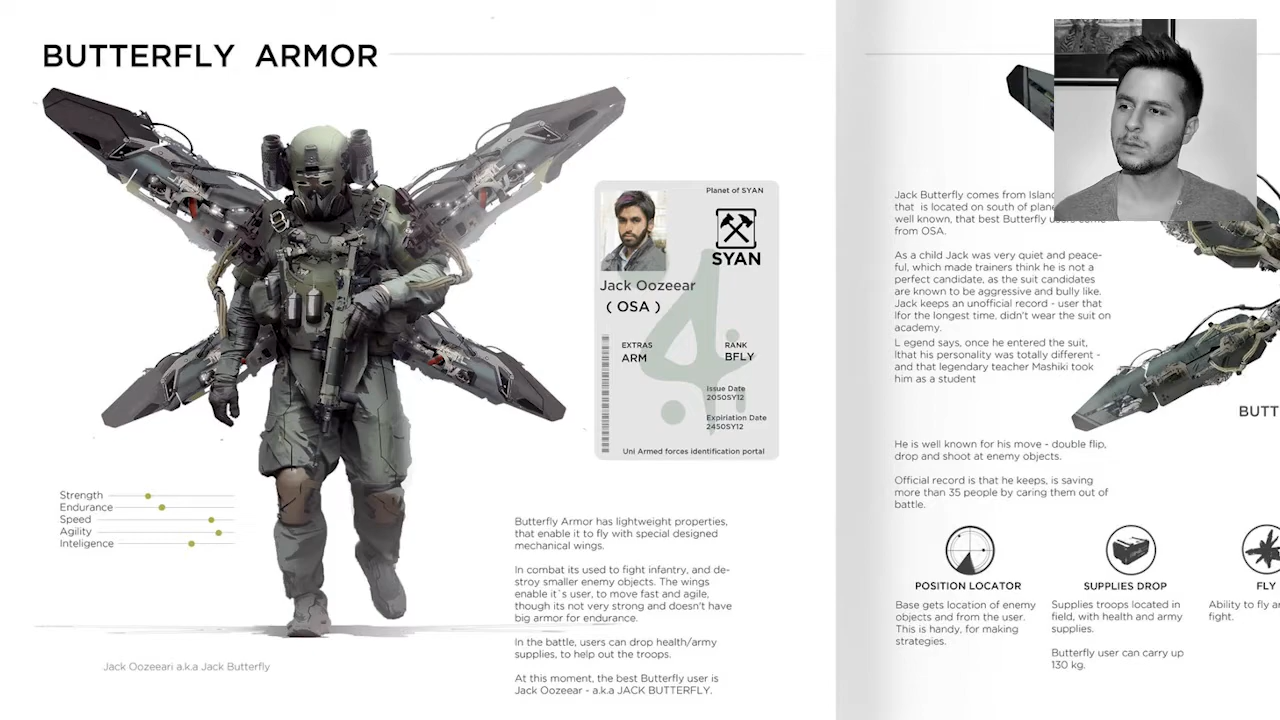 BUTTERFLY ARMOR
Planet of SYAN
SYAN
Jack Oozeear
( OSA )
4
EXTRAS
ARM
RANK
BFLY
Issue Date
2050SY12
Expiriation Date
2450SY12
Uni Armed forces identification portal
Strength
Endurance
Speed
Agility
Inteligence
Jack Oozeeari a.k.a Jack Butterfly
Butterfly Armor has lightweight properties,
that enable it to fly with special designed
mechanical wings.
In combat its used to fight infantry, and de-
stroy smaller enemy objects. The wings
enable it`s user, to move fast and agile,
though its not very strong and doesn't have
big armor for endurance.
In the battle, users can drop health/army
supplies, to help out the troops.
At this moment, the best Butterfly user is
Jack Oozeear - a.k.a JACK BUTTERFLY.
Jack Butterfly comes from Island
that is located on south of plane
well known, that best Butterfly users come
from OSA.
As a child Jack was very quiet and peace-
ful, which made trainers think he is not a
perfect candidate, as the suit candidates
are known to be aggressive and bully like.
Jack keeps an unofficial record - user that
lfor the longest time. didn't wear the suit on
academy.
L egend says, once he entered the suit,
lthat his personality was totally different -
and that legendary teacher Mashiki took
him as a student
He is well known for his move - double flip,
drop and shoot at enemy objects.
Official record is that he keeps, is saving
more than 35 people by caring them out of
battle.
BUTT
POSITION LOCATOR
Base gets location of enemy
objects and from the user.
This is handy, for making
strategies.
SUPPLIES DROP
Supplies troops located in
field, with health and army
supplies.
Butterfly user can carry up
130 kg.
FLY
Ability to fly an
fight.